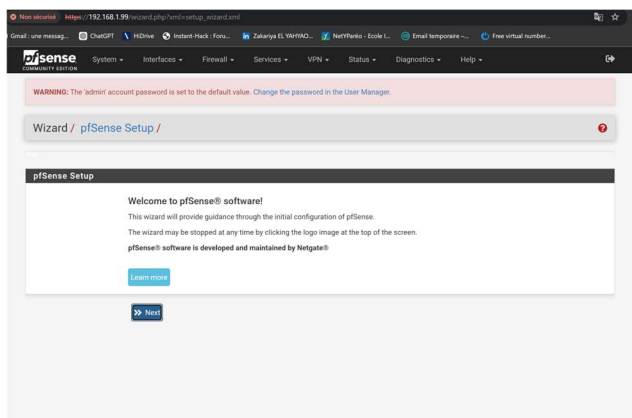 Non sécurisé https://192.168.1.99/wizard.php?xml=setup_wizard.xml
Gmail : une messag... ChatGPT HiDrive Instant-Hack : Foru... Zakariya EL YAHYAO... NetYParéo - Ecole I... Email temporaire –... Free virtual number...
pfsense COMMUNITY EDITION System Interfaces Firewall Services VPN Status Diagnostics Help
WARNING: The 'admin' account password is set to the default value. Change the password in the User Manager.
Wizard / pfSense Setup /
pfSense Setup
Welcome to pfSense® software!
This wizard will provide guidance through the initial configuration of pfSense.
The wizard may be stopped at any time by clicking the logo image at the top of the screen.
pfSense® software is developed and maintained by Netgate®
Learn more
Next